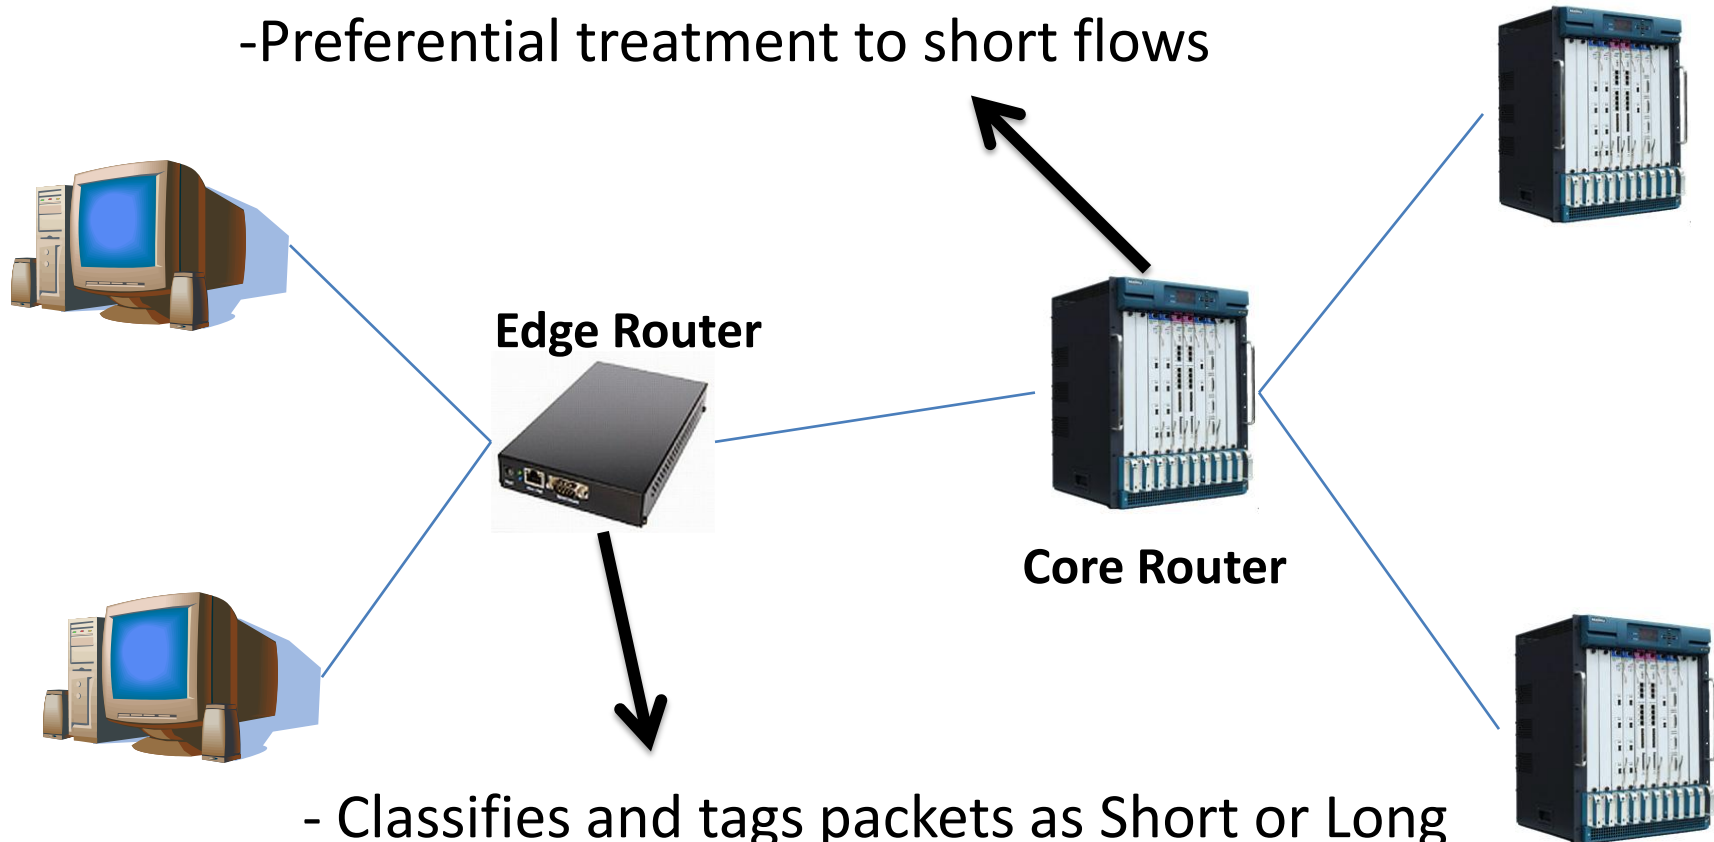 -Preferential treatment to short flows
Edge Router
Core Router
- Classifies and tags packets as Short or Long